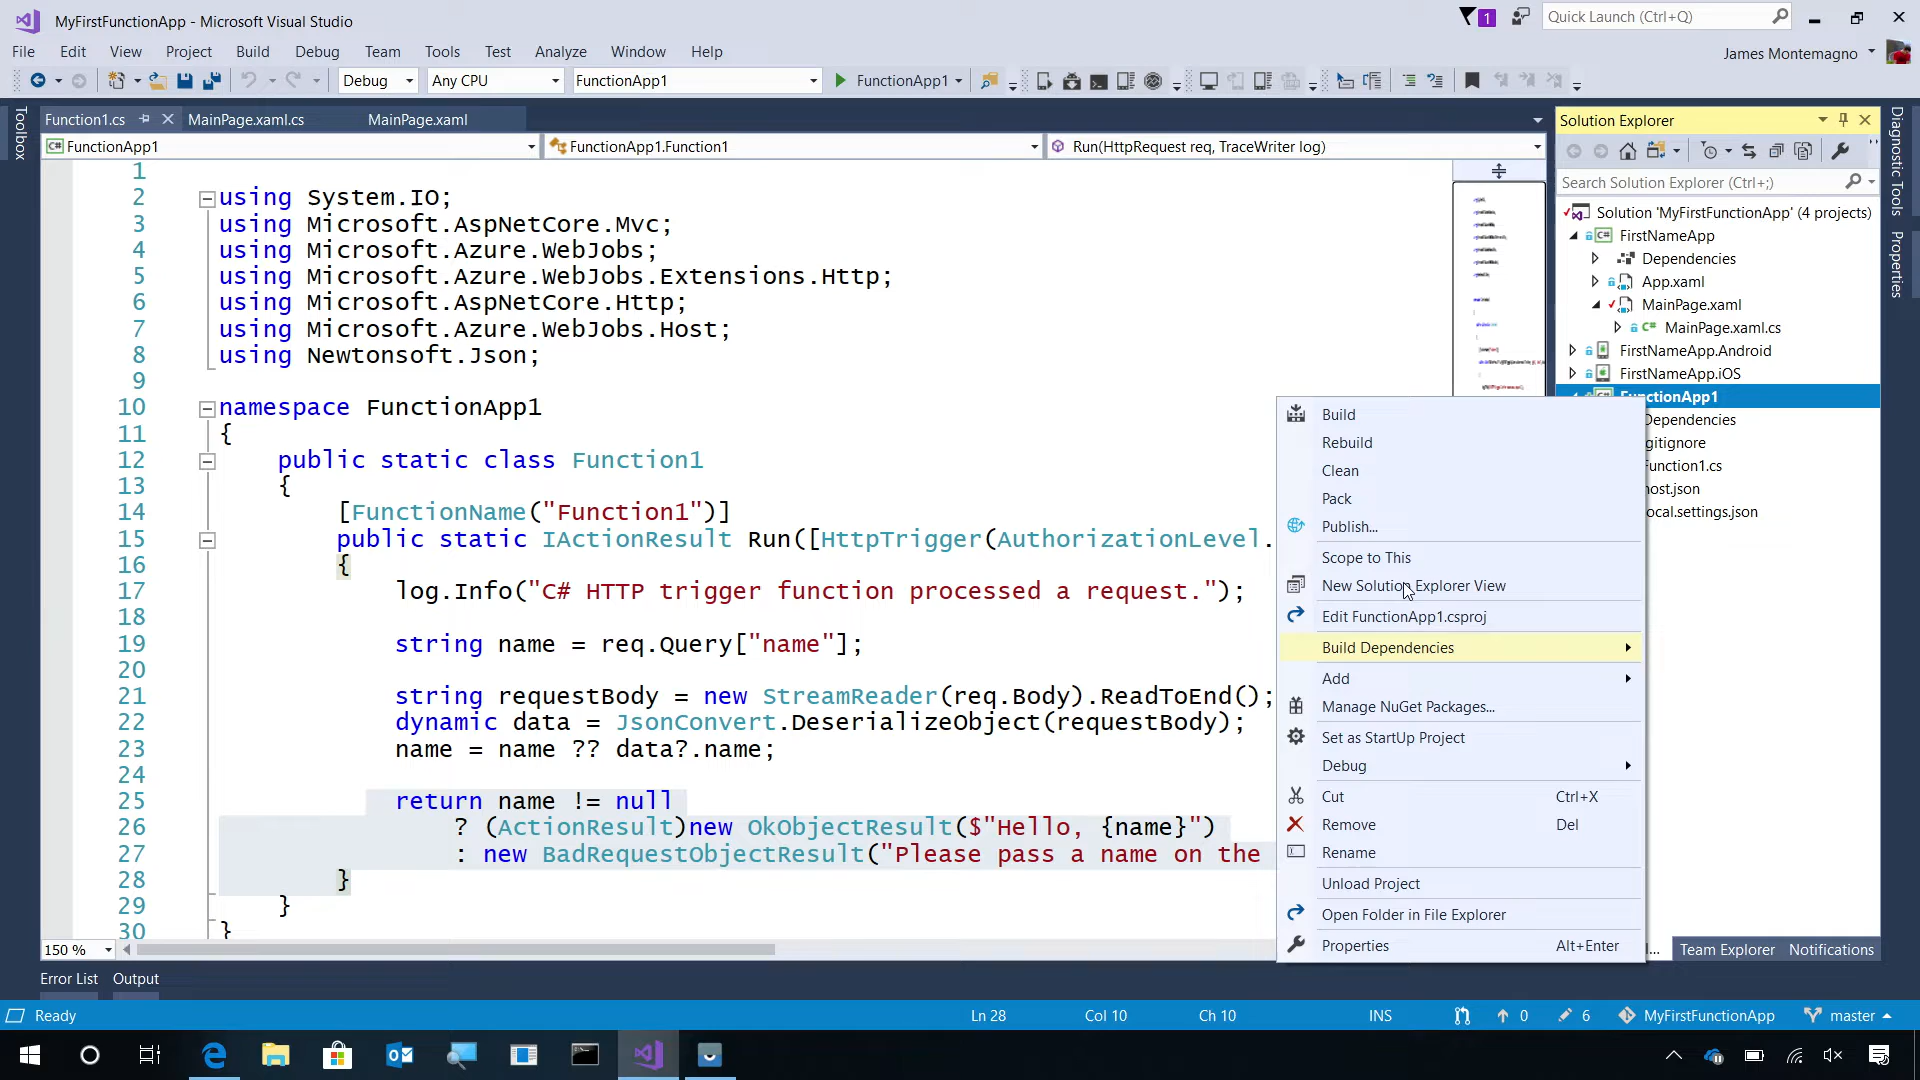 MyFirstFunctionApp - Microsoft Visual Studio
1
Quick Launch (Ctrl+Q)
File Edit View Project Build Debug Team Tools Test Analyze Window Help
James Montemagno
Debug Any CPU FunctionApp1 FunctionApp1
Toolbox
Function1.cs MainPage.xaml.cs MainPage.xaml
FunctionApp1 FunctionApp1.Function1 Run(HttpRequest req, TraceWriter log)
1
2 using System.IO;
3 using Microsoft.AspNetCore.Mvc;
4 using Microsoft.Azure.WebJobs;
5 using Microsoft.Azure.WebJobs.Extensions.Http;
6 using Microsoft.AspNetCore.Http;
7 using Microsoft.Azure.WebJobs.Host;
8 using Newtonsoft.Json;
9
10 namespace FunctionApp1
11 {
12 public static class Function1
13 {
14 [FunctionName("Function1")]
15 public static IActionResult Run([HttpTrigger(AuthorizationLevel.
16 {
17 log.Info("C# HTTP trigger function processed a request.");
18
19 string name = req.Query["name"];
20
21 string requestBody = new StreamReader(req.Body).ReadToEnd();
22 dynamic data = JsonConvert.DeserializeObject(requestBody);
23 name = name ?? data?.name;
24
25 return name != null
26 ? (ActionResult)new OkObjectResult($"Hello, {name}")
27 : new BadRequestObjectResult("Please pass a name on the
28 }
29 }
30 }
150 %
Solution Explorer
Search Solution Explorer (Ctrl+;)
Solution 'MyFirstFunctionApp' (4 projects)
FirstNameApp
Dependencies
App.xaml
MainPage.xaml
MainPage.xaml.cs
FirstNameApp.Android
FirstNameApp.iOS
FunctionApp1
Dependencies
gitignore
Function1.cs
host.json
local.settings.json
Diagnostic Tools
Properties
Build
Rebuild
Clean
Pack
Publish...
Scope to This
New Solution Explorer View
Edit FunctionApp1.csproj
Build Dependencies
Add
Manage NuGet Packages...
Set as StartUp Project
Debug
Cut Ctrl+X
Remove Del
Rename
Unload Project
Open Folder in File Explorer
Properties Alt+Enter
... Team Explorer Notifications
Error List Output
Ready Ln 28 Col 10 Ch 10 INS 0 6 MyFirstFunctionApp master